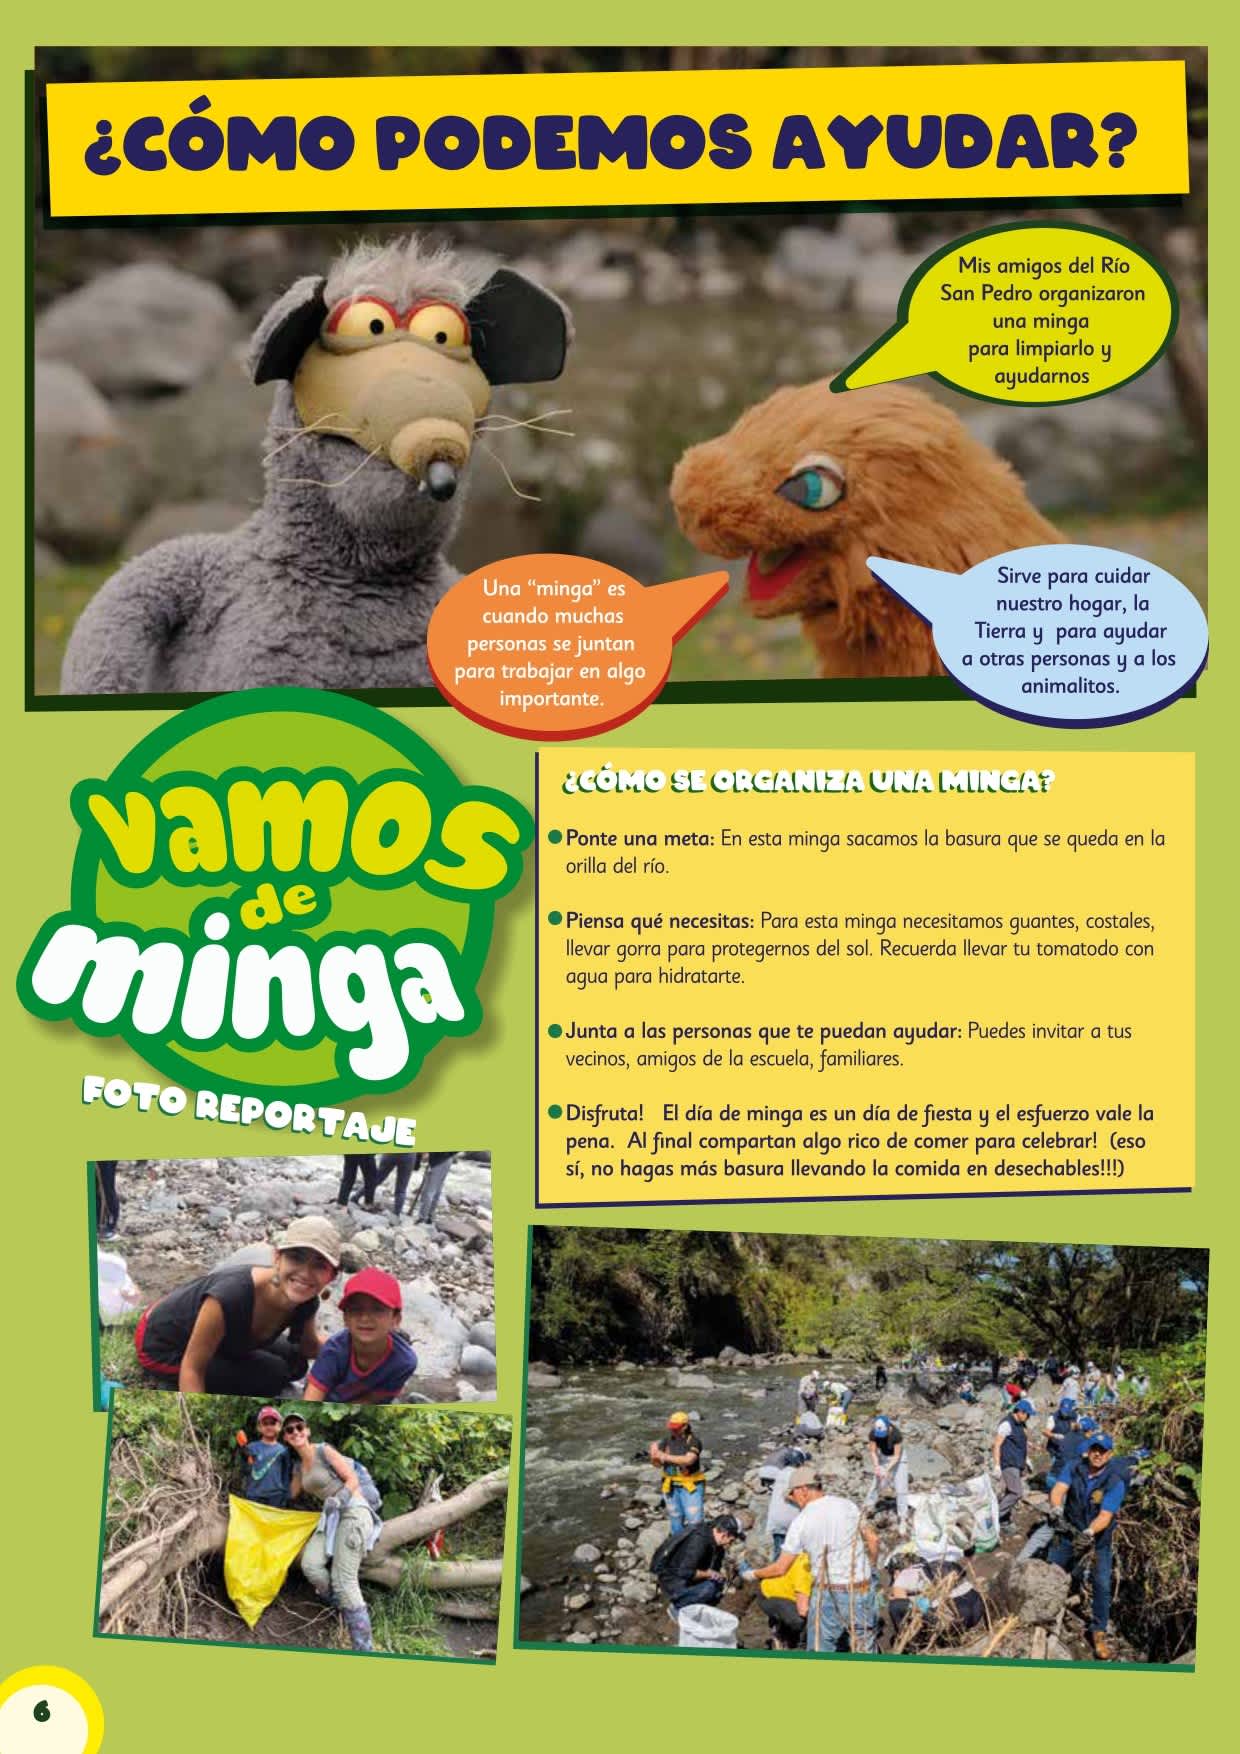 ¿CÓMO PODEMOS AYUDAR?
Mis amigos del Río
San Pedro organizaron
una minga
para limpiarlo y
ayudarnos
Una “minga” es
cuando muchas
personas se juntan
para trabajar en algo
importante.
Sirve para cuidar
nuestro hogar, la
Tierra y para ayudar
a otras personas y a los
animalitos.
vamos
de
minga
FOTO REPORTAJE
¿CÓMO SE ORGANIZA UNA MINGA?
Ponte una meta: En esta minga sacamos la basura que se queda en la
orilla del río.
Piensa qué necesitas: Para esta minga necesitamos guantes, costales,
llevar gorra para protegernos del sol. Recuerda llevar tu tomatodo con
agua para hidratarte.
Junta a las personas que te puedan ayudar: Puedes invitar a tus
vecinos, amigos de la escuela, familiares.
Disfruta! El día de minga es un día de fiesta y el esfuerzo vale la
pena. Al final compartan algo rico de comer para celebrar! (eso
sí, no hagas más basura llevando la comida en desechables!!!)
6